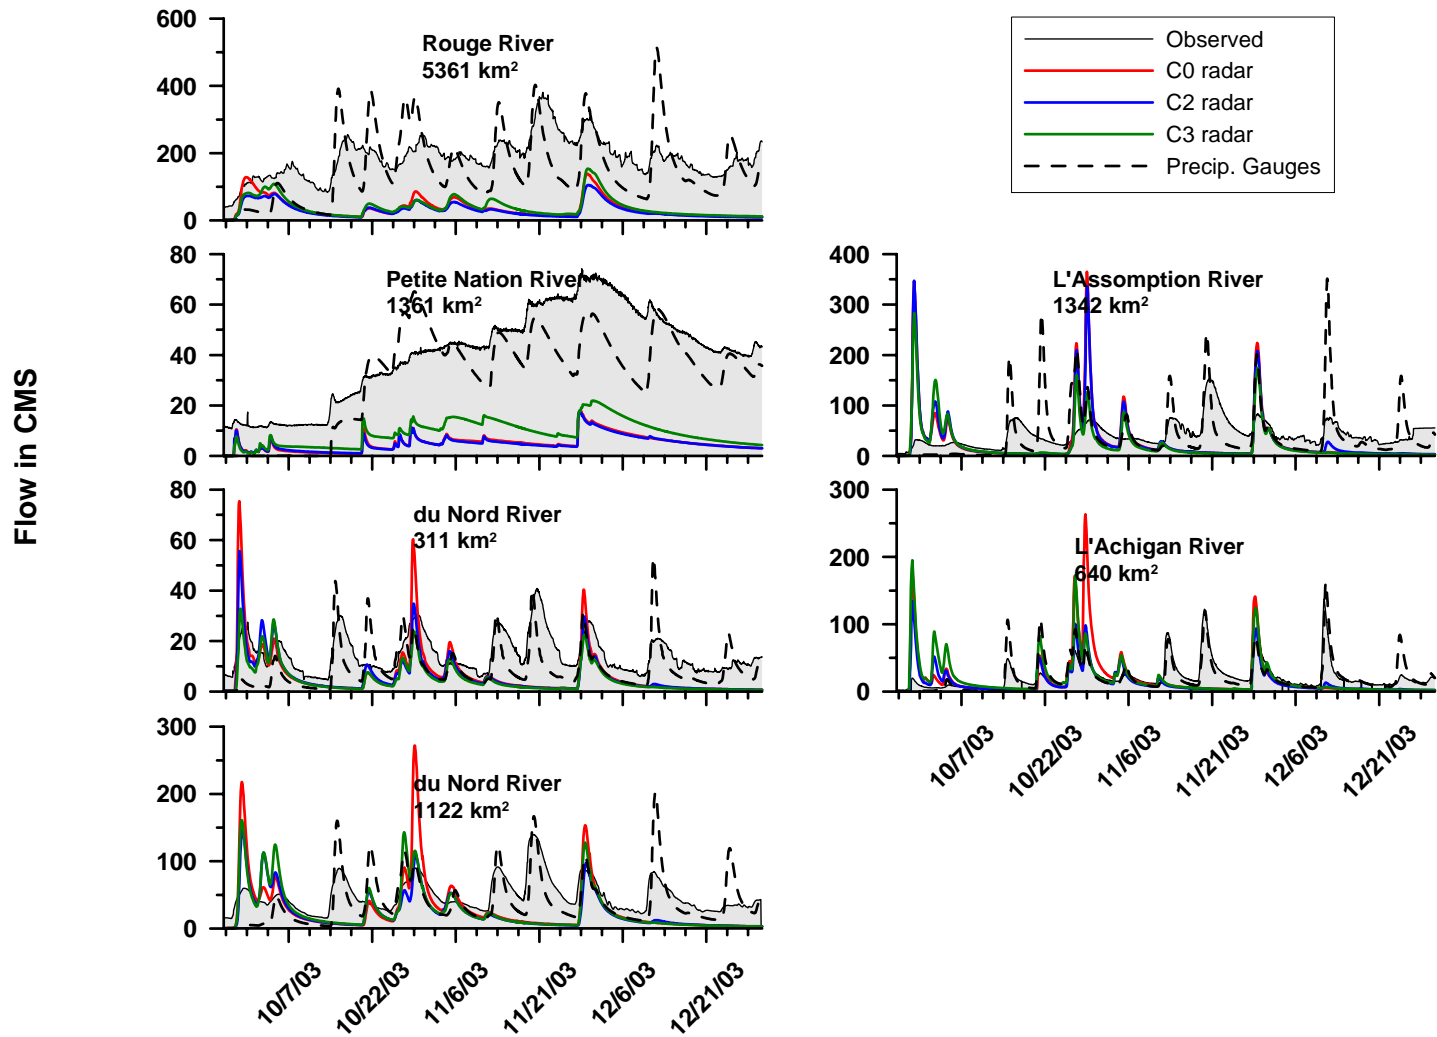 Flow in CMS
600
400
200
0
Rouge River
5361 km²
Observed
C0 radar
C2 radar
C3 radar
Precip. Gauges
80
60
40
20
0
Petite Nation River
1361 km²
400
300
200
100
0
L'Assomption River
1342 km²
80
60
40
20
0
du Nord River
311 km²
300
200
100
0
L'Achigan River
640 km²
10/7/03
10/22/03
11/6/03
11/21/03
12/6/03
12/21/03
300
200
100
0
du Nord River
1122 km²
10/7/03
10/22/03
11/6/03
11/21/03
12/6/03
12/21/03